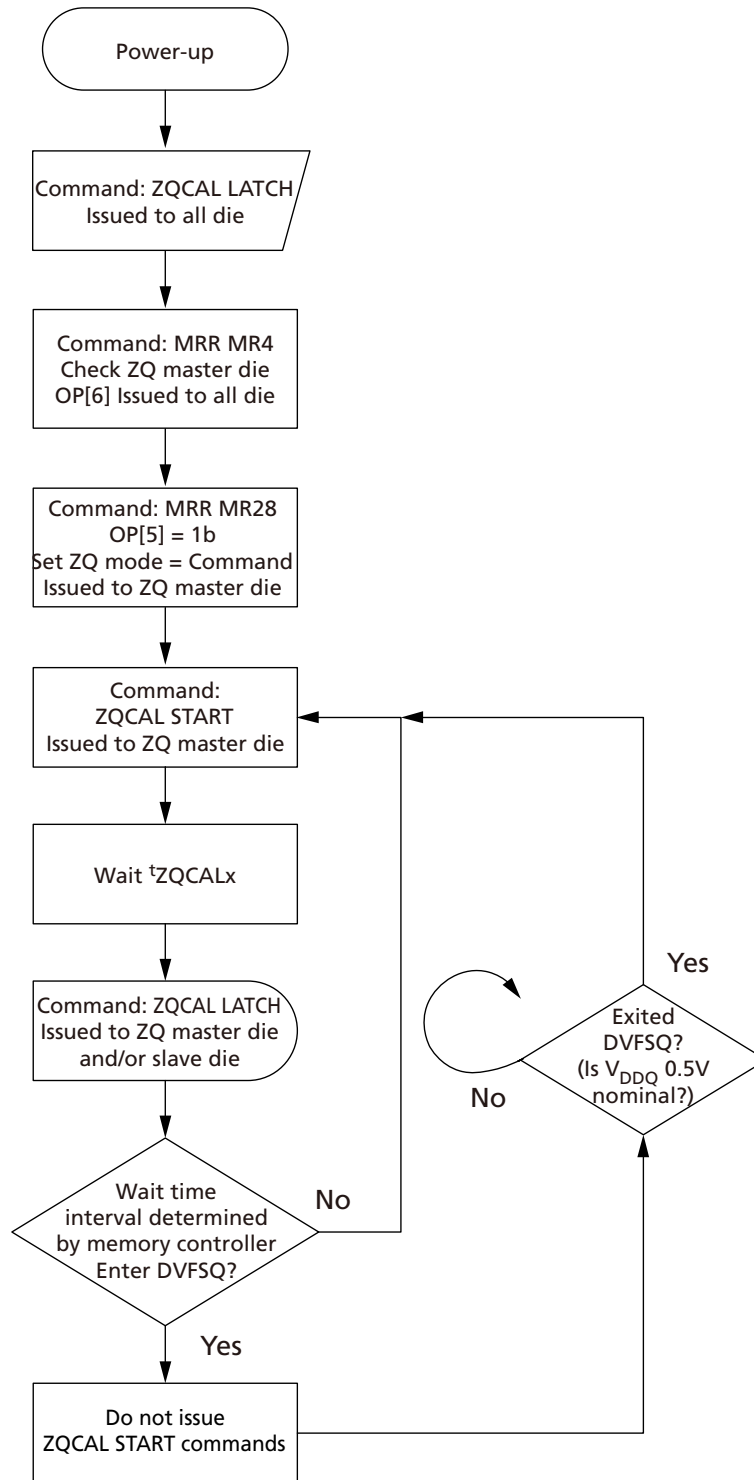 Power-up
Command: ZQCAL LATCH
Issued to all die
Command: MRR MR4
Check ZQ master die
OP[6] Issued to all die
Command: MRR MR28
OP[5] = 1b
Set ZQ mode = Command
Issued to ZQ master die
Command:
ZQCAL START
Issued to ZQ master die
Wait tZQCALx
Command: ZQCAL LATCH
Issued to ZQ master die
and/or slave die
Wait time
interval determined
by memory controller
Enter DVFSQ?
No
Yes
Do not issue
ZQCAL START commands
Exited
DVFSQ?
(Is VDDQ 0.5V
nominal?)
Yes
No